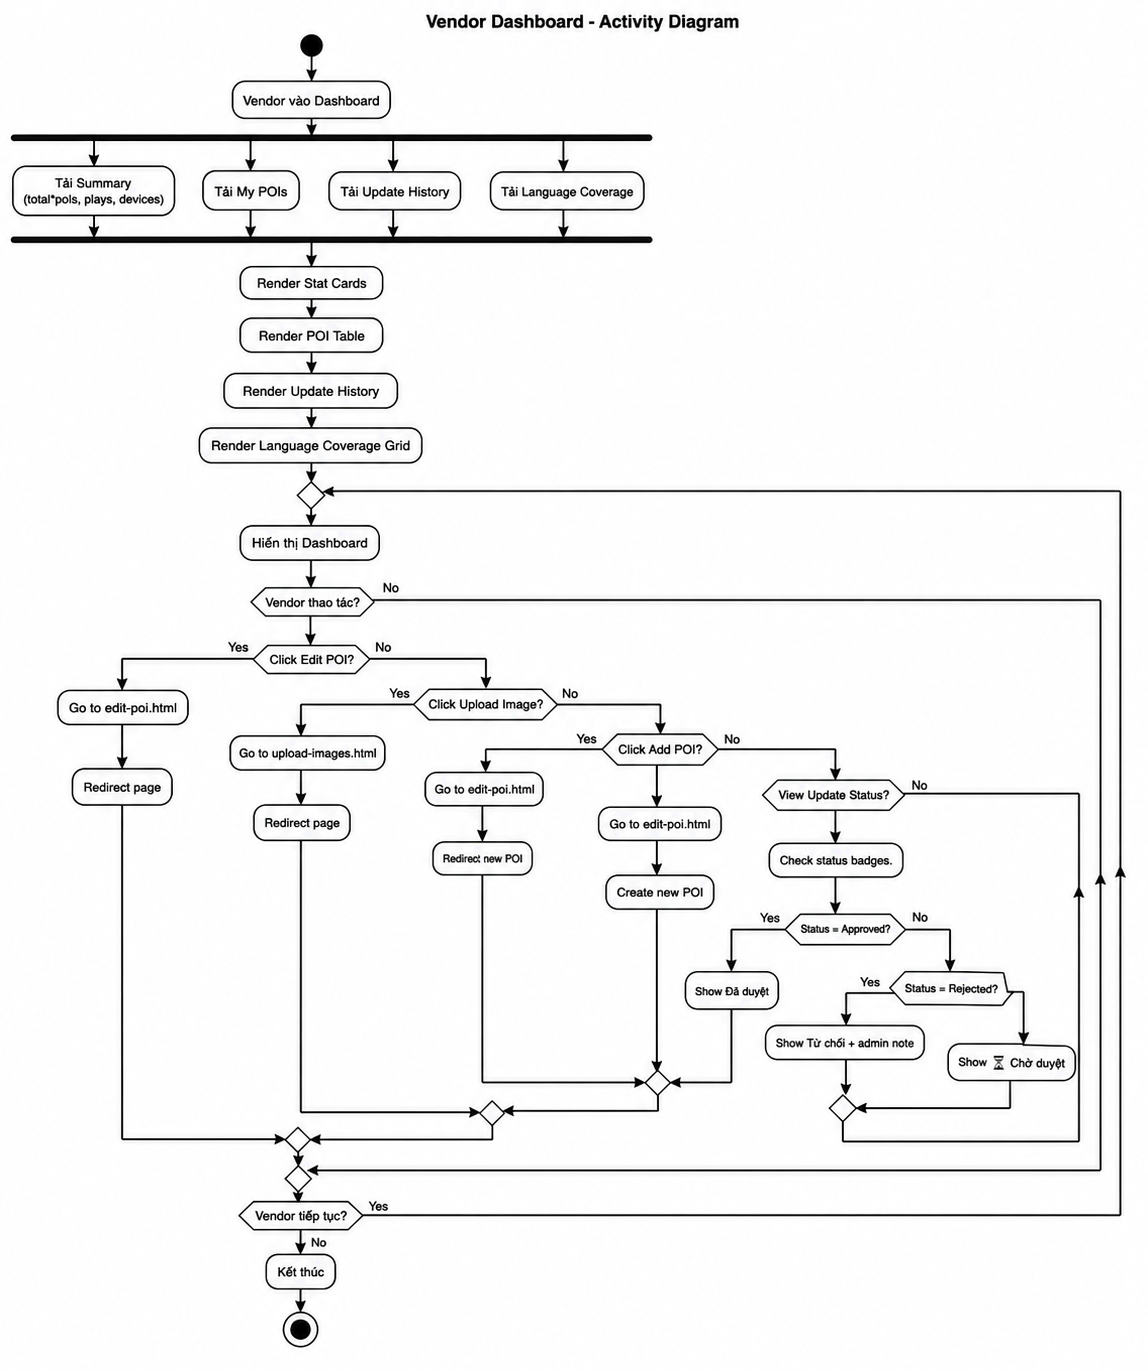 Vendor Dashboard - Activity Diagram
Vendor vào Dashboard
Tải Summary
(total*pols, plays, devices)
Tải My POIs
Tải Update History
Tải Language Coverage
Render Stat Cards
Render POI Table
Render Update History
Render Language Coverage Grid
Hiến thị Dashboard
Vendor thao tác?
No
Click Edit POI?
Yes
No
Go to edit-poi.html
Redirect page
Click Upload Image?
Yes
No
Go to upload-images.html
Redirect page
Click Add POI?
Yes
No
Go to edit-poi.html
Redirect new POI
Go to edit-poi.html
Create new POI
View Update Status?
No
Check status badges.
Status = Approved?
Yes
No
Show Đả duyệt
Status = Rejected?
Yes
Show Từ chối + admin note
Show ⏳ Chờ duyệt
Vendor tiếp tục?
Yes
No
Kết thúc